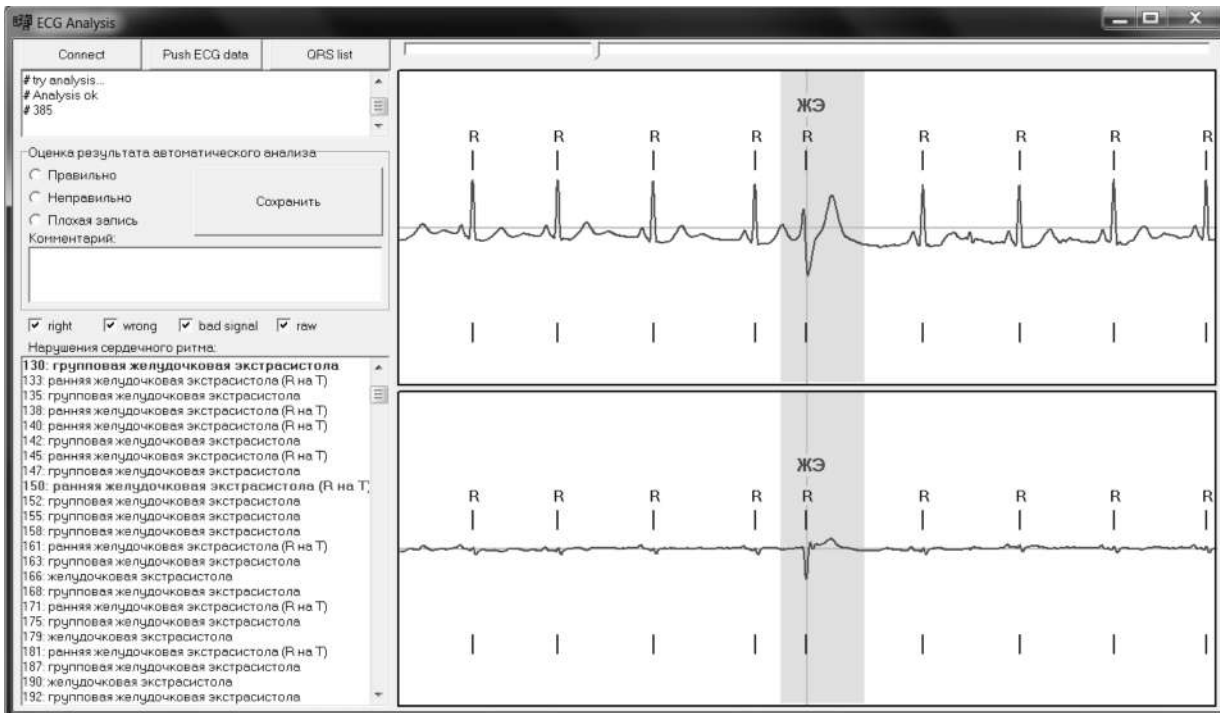 ECG Analysis
Connect
Push ECG data
QRS list
# try analysis...
# Analysis ok
# 385
Оценка результата автоматического анализа
Правильно
Неправильно
Плохая запись
Сохранить
Комментарий:
right wrong bad signal raw
Нарушения сердечного ритма:
130: групповая желудочковая экстрасистола
133: ранняя желудочковая экстрасистола (R на T)
135: групповая желудочковая экстрасистола
138: ранняя желудочковая экстрасистола (R на T)
140: ранняя желудочковая экстрасистола (R на T)
142: групповая желудочковая экстрасистола
145: ранняя желудочковая экстрасистола (R на T)
147: групповая желудочковая экстрасистола
150: ранняя желудочковая экстрасистола (R на T)
152: групповая желудочковая экстрасистола
155: групповая желудочковая экстрасистола
158: групповая желудочковая экстрасистола
161: ранняя желудочковая экстрасистола (R на T)
163: групповая желудочковая экстрасистола
166: желудочковая экстрасистола
168: групповая желудочковая экстрасистола
171: ранняя желудочковая экстрасистола (R на T)
175: групповая желудочковая экстрасистола
179: желудочковая экстрасистола
181: ранняя желудочковая экстрасистола (R на T)
187: групповая желудочковая экстрасистола
190: желудочковая экстрасистола
192: групповая желудочковая экстрасистола
ЖЭ
R R R R R R R R R
ЖЭ
R R R R R R R R R